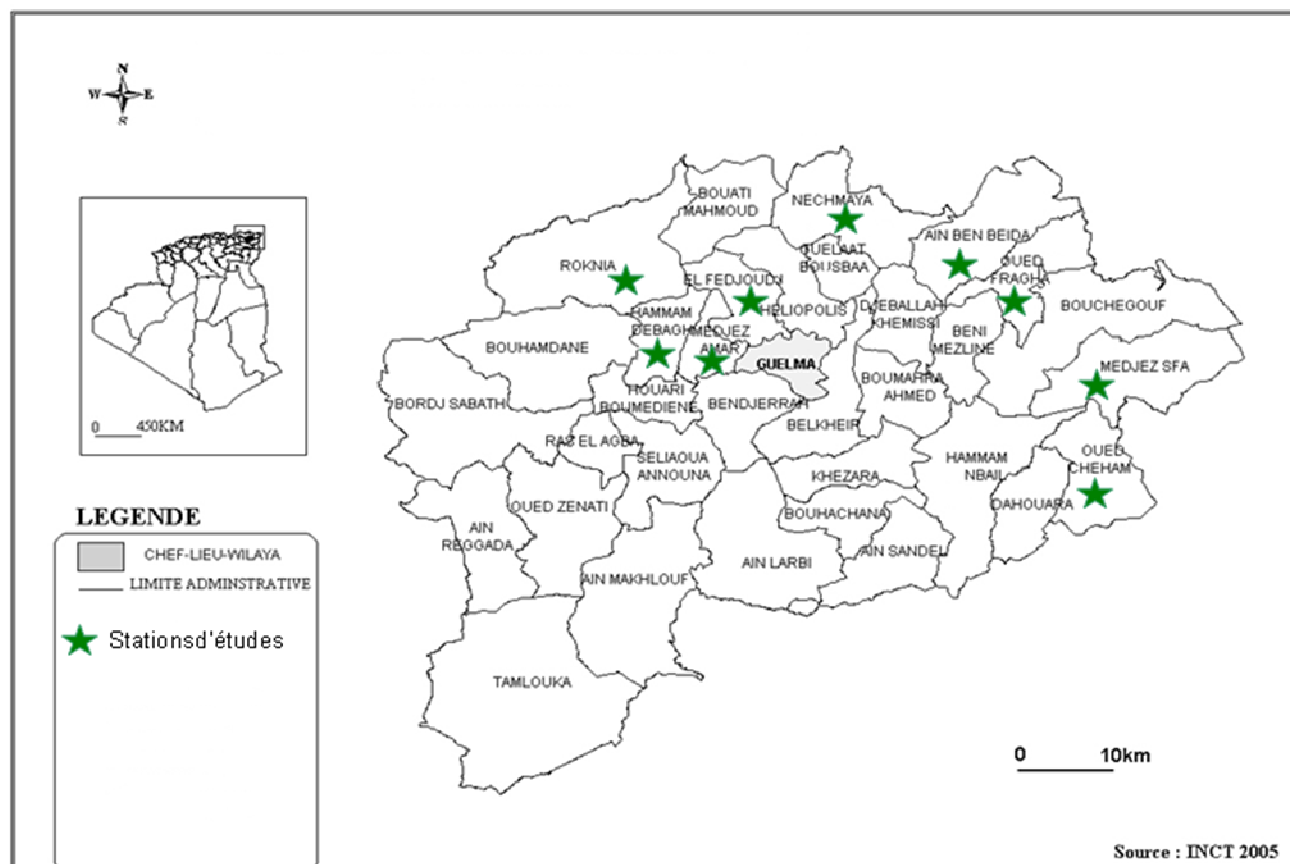 N
W E
S
BOUATI
MAHMOUD
NECHMAYA
AIN BEN BEIDA
GUELAAT
BOUSBAA
ROKNIA
EL FEDJOUDJ
OUED
FRAGHA
HELIOPOLIS
DJEBALLAH
KHEMISSI
BOUCHEGOUF
HAMMAM
DEBAGH
MEDJEZ
AMAR
BENI
MEZLINE
BOUHAMDANE
GUELMA
MEDJEZ SFA
BOUMAHRA
AHMED
HOUARI
BOUMEDIENE
BENDJERRAH
BORDJ SABATH
BELKHEIR
RAS EL AGBA
SELIAOUA
ANNOUNA
OUED
CHEHAM
HAMMAM
NBAIL
KHEZARA
OUED ZENATI
DAHOUARA
BOUHACHANA
AIN
REGGADA
AIN SANDEL
AIN LARBI
AIN MAKHLOUF
TAMLOUKA
0 450KM
LEGENDE
CHEF-LIEU-WILAYA
LIMITE ADMINSTRATIVE
Stationsd'études
0 10km
Source : INCT 2005